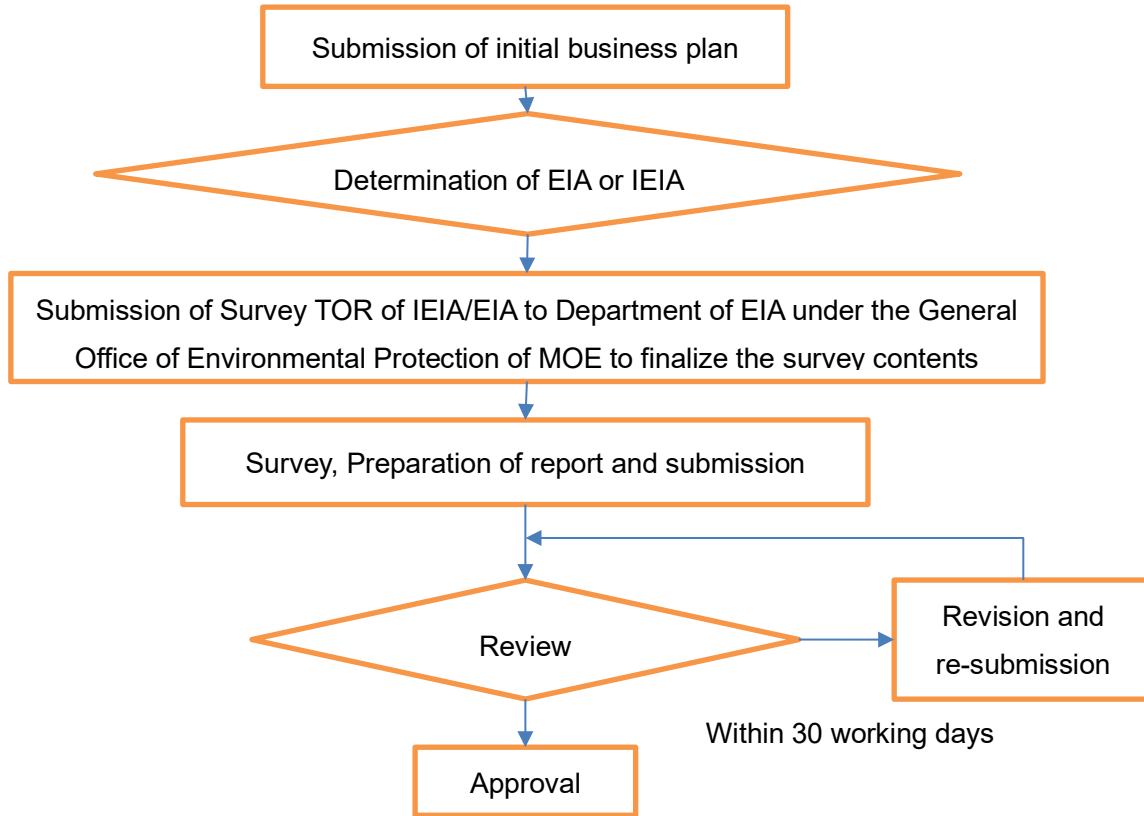 Submission of initial business plan
Determination of EIA or IEIA
Submission of Survey TOR of IEIA/EIA to Department of EIA under the General
Office of Environmental Protection of MOE to finalize the survey contents
Survey, Preparation of report and submission
Review
Revision and
re-submission
Within 30 working days
Approval